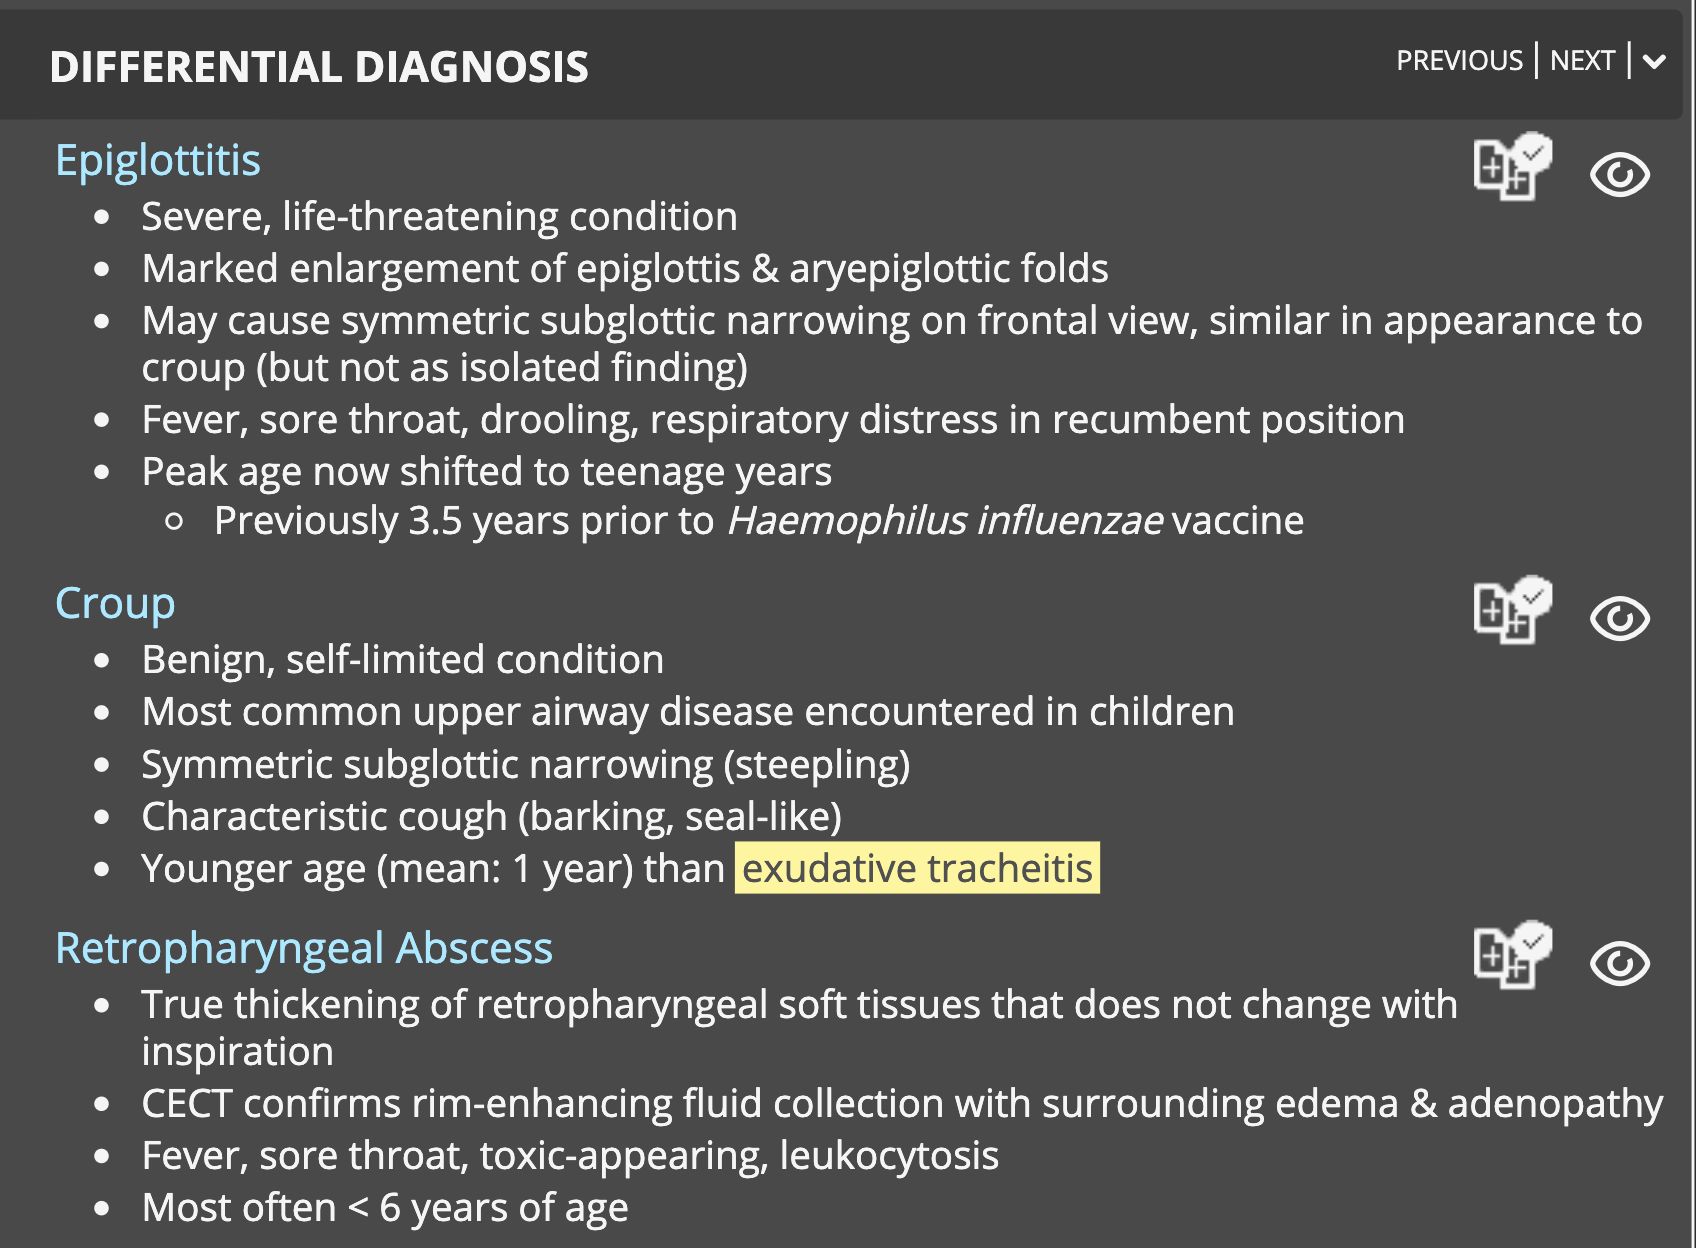 DIFFERENTIAL DIAGNOSIS
PREVIOUS | NEXT |
Epiglottitis
• Severe, life-threatening condition
• Marked enlargement of epiglottis & aryepiglottic folds
• May cause symmetric subglottic narrowing on frontal view, similar in appearance to
croup (but not as isolated finding)
• Fever, sore throat, drooling, respiratory distress in recumbent position
• Peak age now shifted to teenage years
○ Previously 3.5 years prior to Haemophilus influenzae vaccine
Croup
• Benign, self-limited condition
• Most common upper airway disease encountered in children
• Symmetric subglottic narrowing (steepling)
• Characteristic cough (barking, seal-like)
• Younger age (mean: 1 year) than exudative tracheitis
Retropharyngeal Abscess
• True thickening of retropharyngeal soft tissues that does not change with
inspiration
• CECT confirms rim-enhancing fluid collection with surrounding edema & adenopathy
• Fever, sore throat, toxic-appearing, leukocytosis
• Most often < 6 years of age